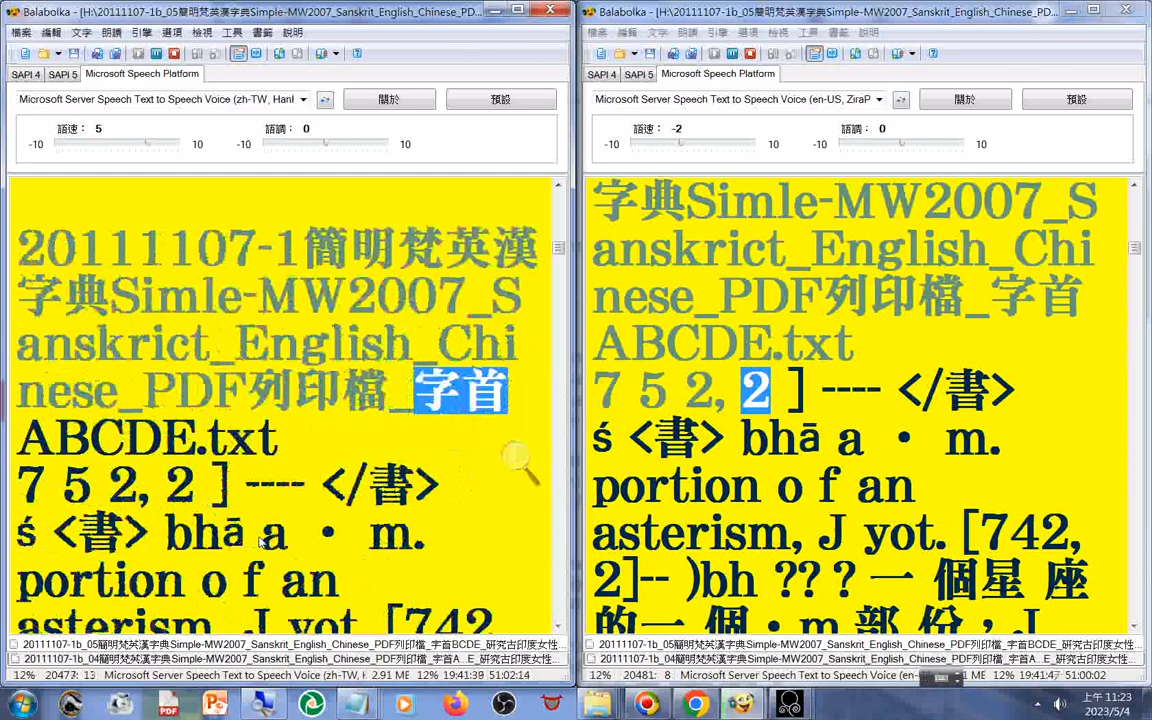 Balabolka - [H:\20111107-1b_05簡明梵英漢字典Simple-MW2007_Sanskrit_English_Chinese_PD...
檔案 編輯 文字 朗讀 引擎 選項 檢視 工具 書籤 說明
SAPI 4 SAPI 5 Microsoft Speech Platform
Microsoft Server Speech Text to Speech Voice (zh-TW, HanH
關於 預設
語速： 5 語調： 0
-10 10 -10 10
20111107-1簡明梵英漢
字典Simle-MW2007_S
anskrict_English_Chi
nese_PDF列印檔_字首
ABCDE.txt
7 5 2, 2 ] ---- </書>
ś <書> bhā a • m.
portion o f an
asterism, J yot. [742,
20111107-1b_05簡明梵英漢字典Simple-MW2007_Sanskrit_English_Chinese_PDF列印檔_字首BCDE_研究古印度女性...
20111107-1b_04簡明梵英漢字典Simple-MW2007_Sanskrit_English_Chinese_PDF列印檔_字首A...E_研究古印度女性...
12% 20477: 13 Microsoft Server Speech Text to Speech Voice (zh-TW, H 2.91 ME 12% 19:41:39 51:02:14
Balabolka - [H:\20111107-1b_05簡明梵英漢字典Simple-MW2007_Sanskrit_English_Chinese_PD...
檔案 編輯 文字 朗讀 引擎 選項 檢視 工具 書籤 說明
SAPI 4 SAPI 5 Microsoft Speech Platform
Microsoft Server Speech Text to Speech Voice (en-US, ZiraP
關於 預設
語速： -2 語調： 0
-10 10 -10 10
字典Simle-MW2007_S
anskrict_English_Chi
nese_PDF列印檔_字首
ABCDE.txt
7 5 2, 2 ] ---- </書>
ś <書> bhā a • m.
portion o f an
asterism, J yot. [742,
2]-- )bh ??? 一 個星 座
的一 個・m 部 份，J
20111107-1b_05簡明梵英漢字典Simple-MW2007_Sanskrit_English_Chinese_PDF列印檔_字首BCDE_研究古印度女性...
20111107-1b_04簡明梵英漢字典Simple-MW2007_Sanskrit_English_Chinese_PDF列印檔_字首A...E_研究古印度女性...
12% 20481: 8 Microsoft Server Speech Text to Speech Voice (en-U ME 12% 19:41:47 51:00:02
PDF
上午 11:23
2023/5/4